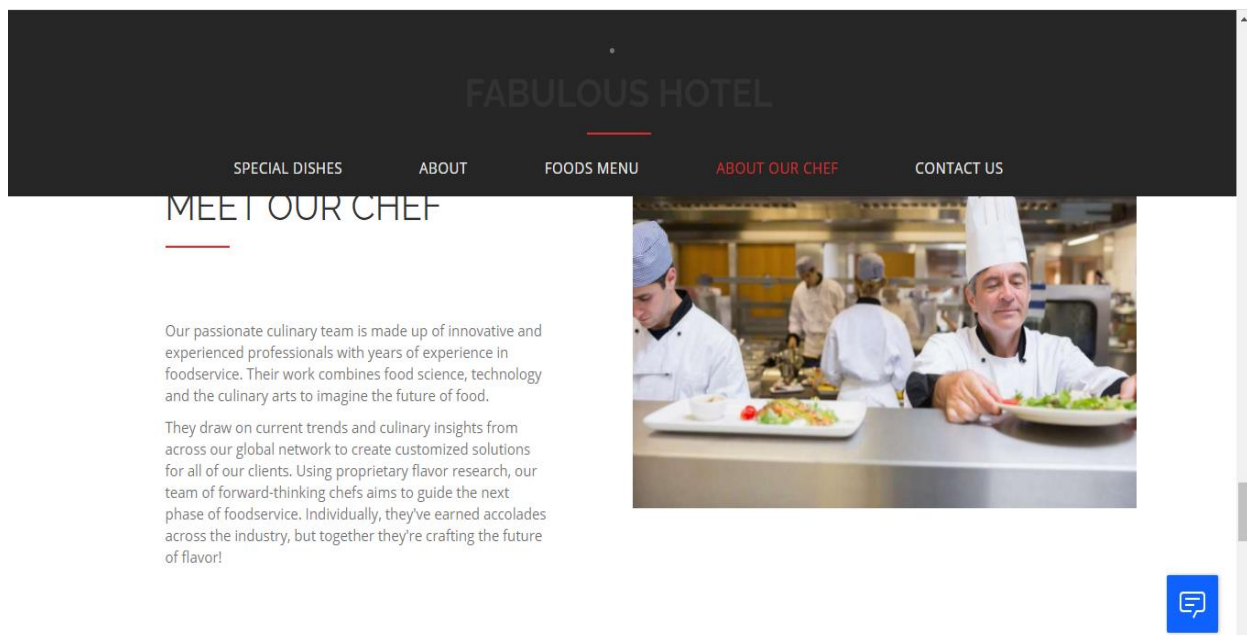 FABULOUS HOTEL
SPECIAL DISHES ABOUT FOODS MENU ABOUT OUR CHEF CONTACT US
MEET OUR CHEF
Our passionate culinary team is made up of innovative and
experienced professionals with years of experience in
foodservice. Their work combines food science, technology
and the culinary arts to imagine the future of food.
They draw on current trends and culinary insights from
across our global network to create customized solutions
for all of our clients. Using proprietary flavor research, our
team of forward-thinking chefs aims to guide the next
phase of foodservice. Individually, they've earned accolades
across the industry, but together they're crafting the future
of flavor!